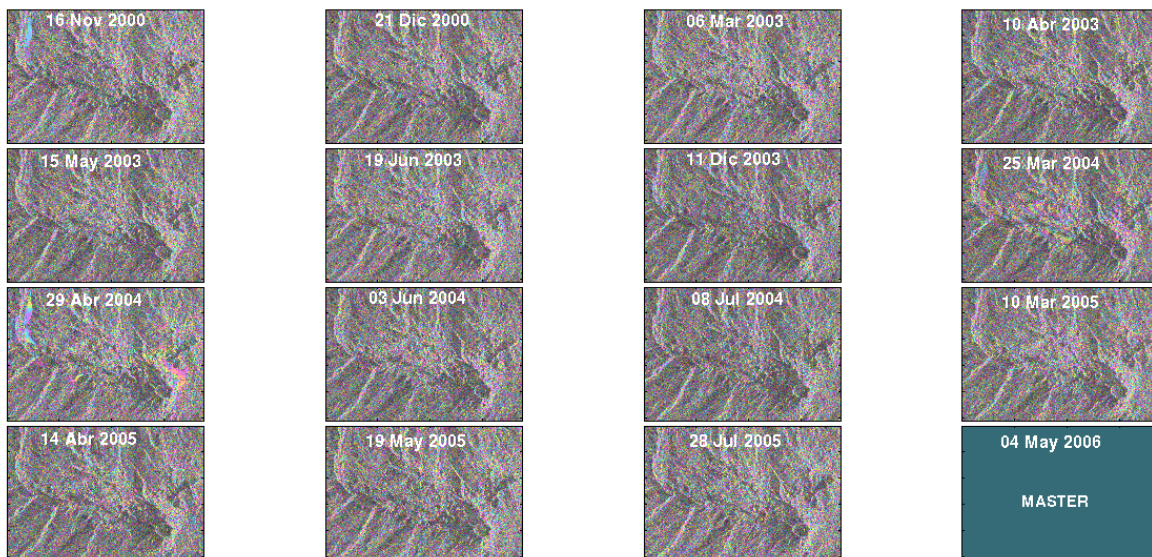 16 Nov 2000
21 Dic 2000
06 Mar 2003
10 Abr 2003
15 May 2003
19 Jun 2003
11 Dic 2003
25 Mar 2004
29 Abr 2004
03 Jun 2004
08 Jul 2004
10 Mar 2005
14 Abr 2005
19 May 2005
28 Jul 2005
04 May 2006
MASTER